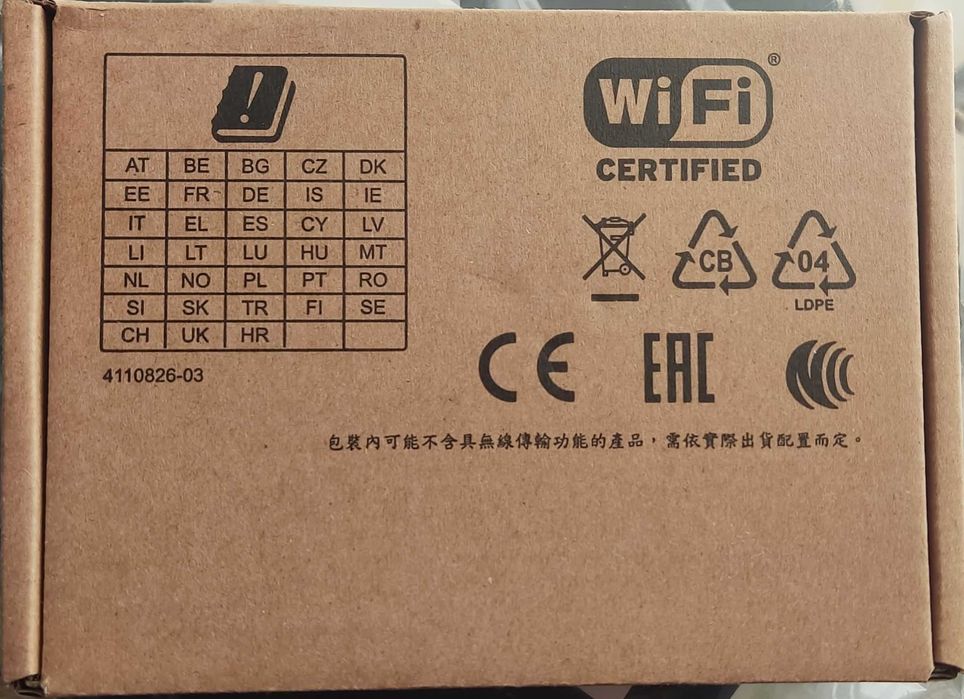 WiFi®
CERTIFIED
AT BE BG CZ DK
EE FR DE IS IE
IT EL ES CY LV
LI LT LU HU MT
NL NO PL PT RO
SI SK TR FI SE
CH UK HR
4110826-03
CB
04
LDPE
CE
EAC
包裝內可能不含具無線傳輸功能的產品，需依實際出貨配置而定。